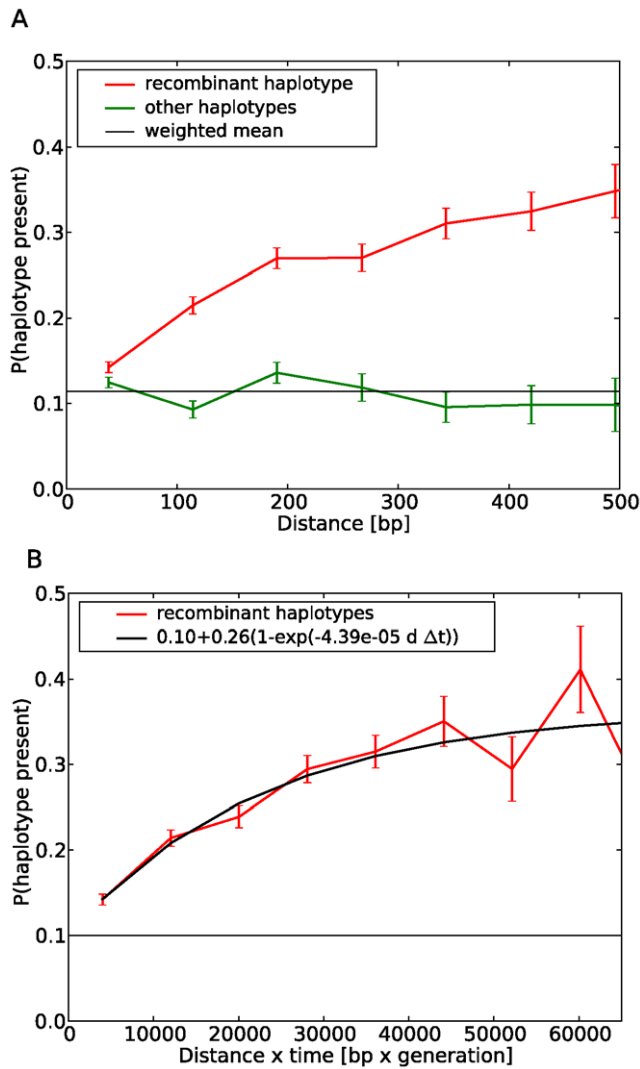 A
0.5
recombinant haplotype
other haplotypes
weighted mean
0.4
0.3
0.2
0.1
0.0
P(haplotype present)
0 100 200 300 400 500
Distance [bp]
B
0.5
recombinant haplotypes
0.10+0.26(1-exp(-4.39e-05 d Δt))
0.4
0.3
0.2
0.1
0.0
P(haplotype present)
0 10000 20000 30000 40000 50000 60000
Distance x time [bp x generation]